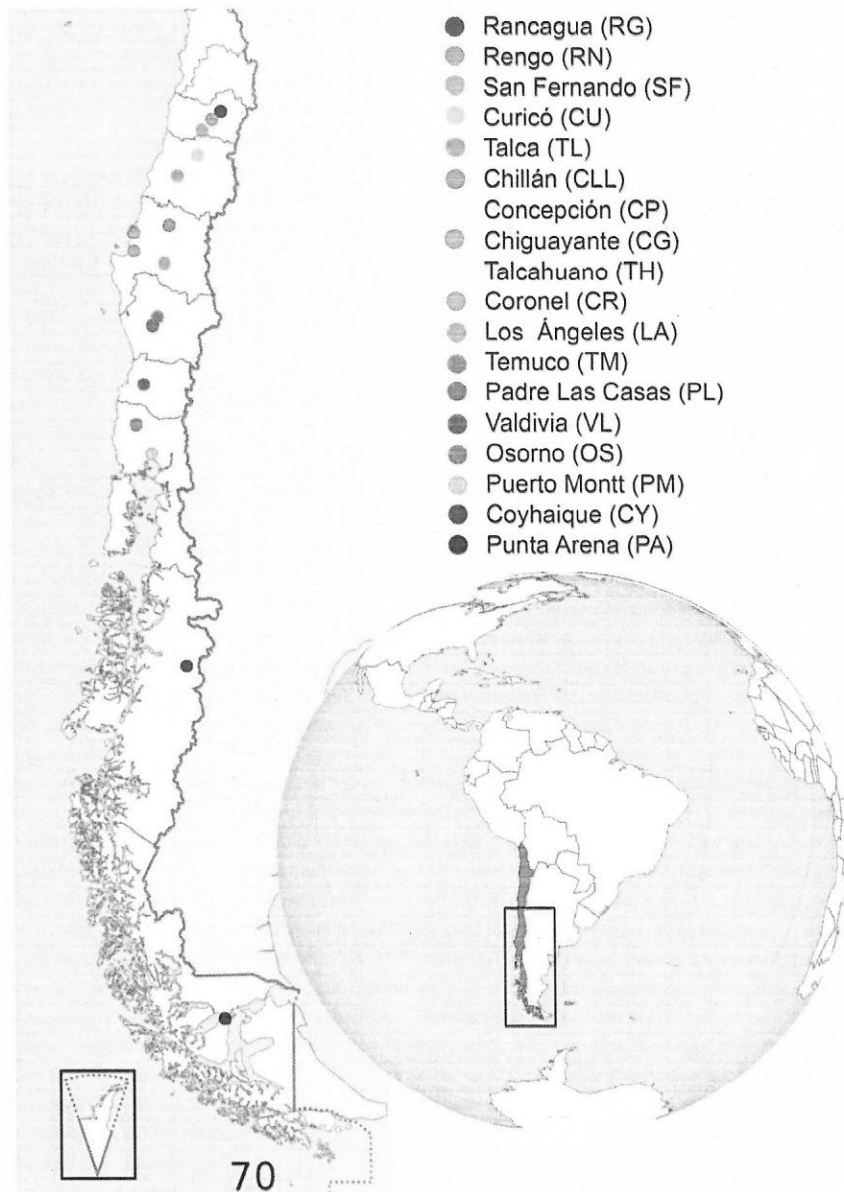 Rancagua (RG)
Rengo (RN)
San Fernando (SF)
Curicó (CU)
Talca (TL)
Chillán (CLL)
Concepción (CP)
Chiguayante (CG)
Talcahuano (TH)
Coronel (CR)
Los Ángeles (LA)
Temuco (TM)
Padre Las Casas (PL)
Valdivia (VL)
Osorno (OS)
Puerto Montt (PM)
Coyhaique (CY)
Punta Arena (PA)
70